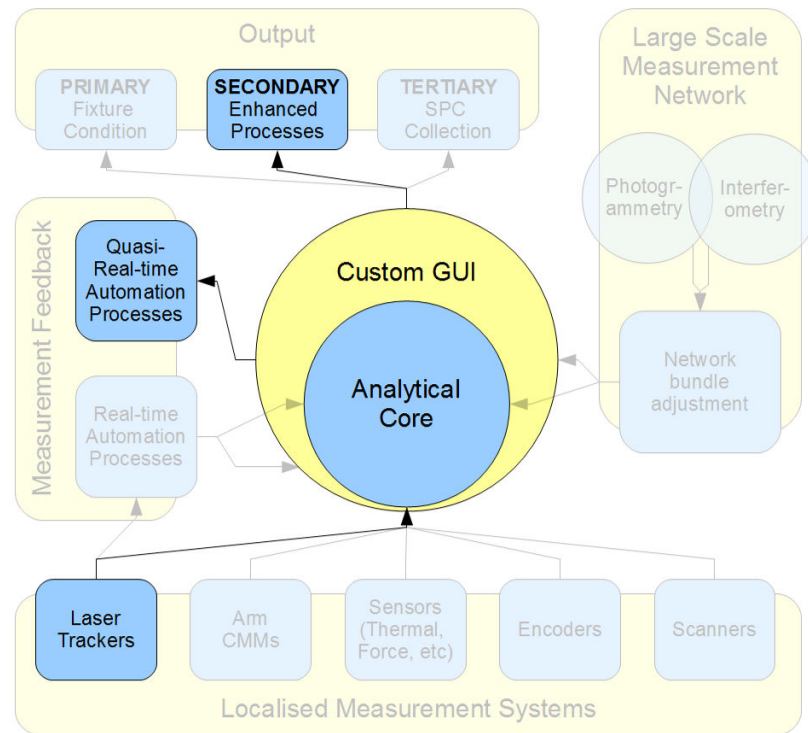 Output
PRIMARY
Fixture
Condition
SECONDARY
Enhanced
Processes
TERTIARY
SPC
Collection
Large Scale
Measurement
Network
Photogr-
ammetry
Interfer-
ometry
Network
bundle
adjustment
Measurement Feedback
Quasi-
Real-time
Automation
Processes
Real-time
Automation
Processes
Custom GUI
Analytical
Core
Laser
Trackers
Arm
CMMs
Sensors
(Thermal,
Force, etc)
Encoders
Scanners
Localised Measurement Systems